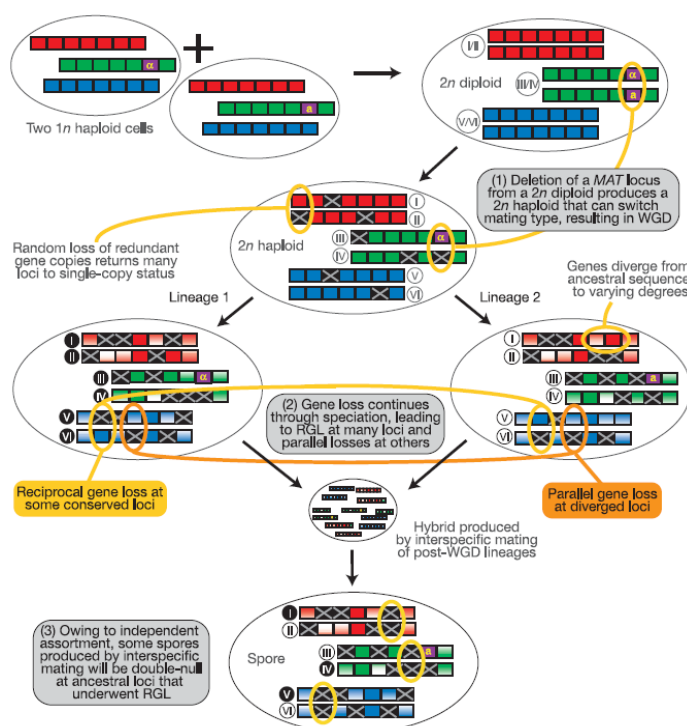 α
a
Two 1n haploid cells
I/II
2n diploid
III/IV
α
a
V/VI
(1) Deletion of a MAT locus
from a 2n diploid produces a
2n haploid that can switch
mating type, resulting in WGD
I
II
2n haploid
III
α
IV
V
VI
Random loss of redundant
gene copies returns many
loci to single-copy status
Genes diverge from
ancestral sequence
to varying degrees
Lineage 1
Lineage 2
I
II
III
α
IV
V
VI
I
II
III
a
IV
V
VI
(2) Gene loss continues
through speciation, leading
to RGL at many loci and
parallel losses at others
Reciprocal gene loss at
some conserved loci
Parallel gene loss
at diverged loci
Hybrid produced
by interspecific mating
of post-WGD lineages
(3) Owing to independent
assortment, some spores
produced by interspecific
mating will be double-null
at ancestral loci that
underwent RGL
Spore
I
II
III
a
IV
V
VI